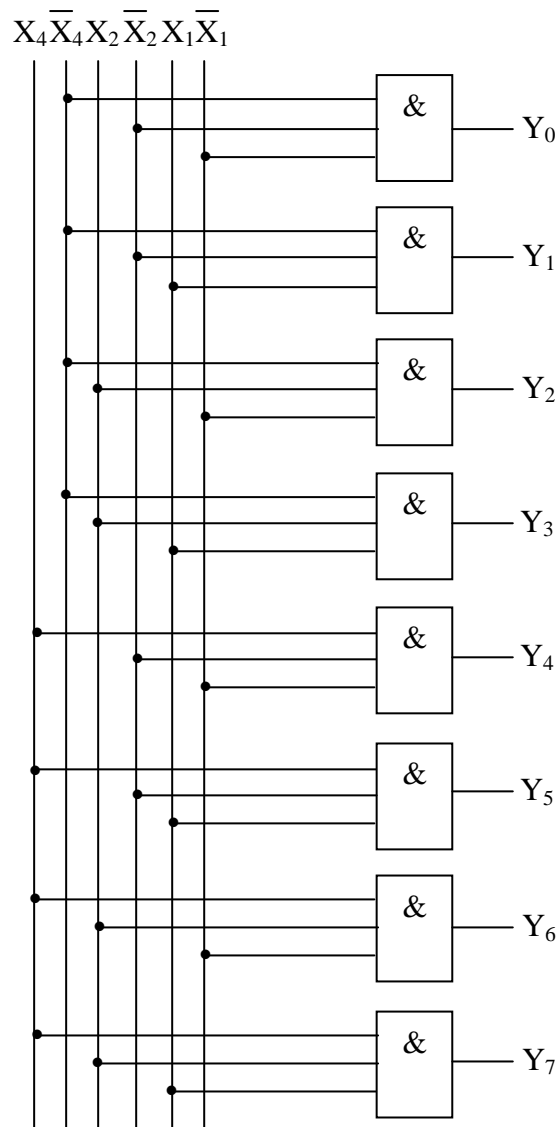 X₄ X̅₄ X₂ X̅₂ X₁ X̅₁
& Y₀
& Y₁
& Y₂
& Y₃
& Y₄
& Y₅
& Y₆
& Y₇